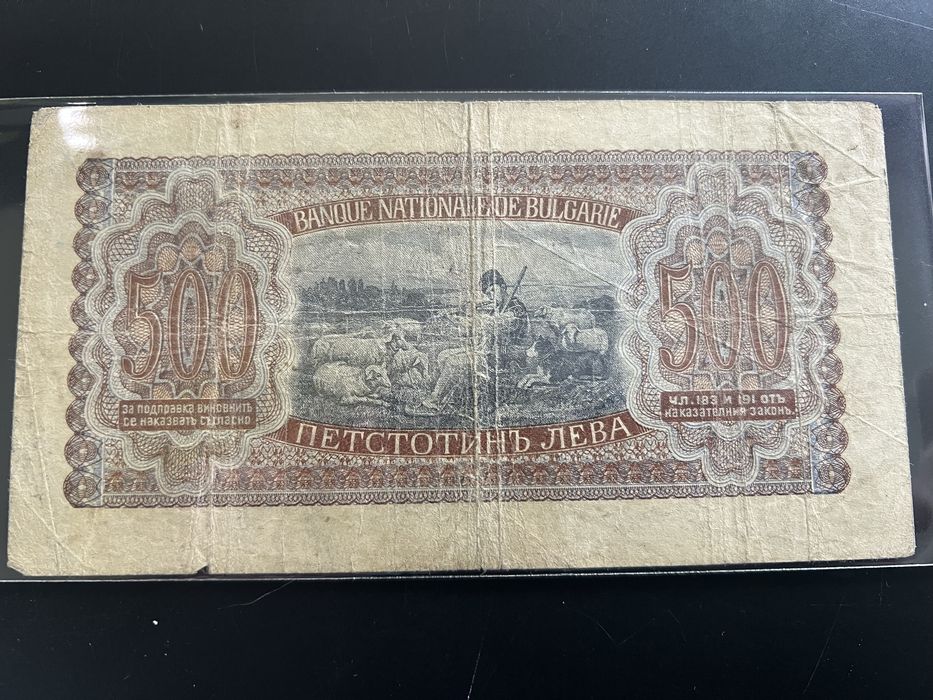 BANQUE NATIONALE DE BULGARIE
500
500
ЗА ПОДПРАВКА ВИНОВНИТѢ
СЕ НАКАЗВАТЪ СЪГЛАСНО
ЧЛ. 183 И 191 ОТЪ
НАКАЗАТЕЛНИЯ ЗАКОНЪ.
ПЕТСТОТИНЪ ЛЕВА